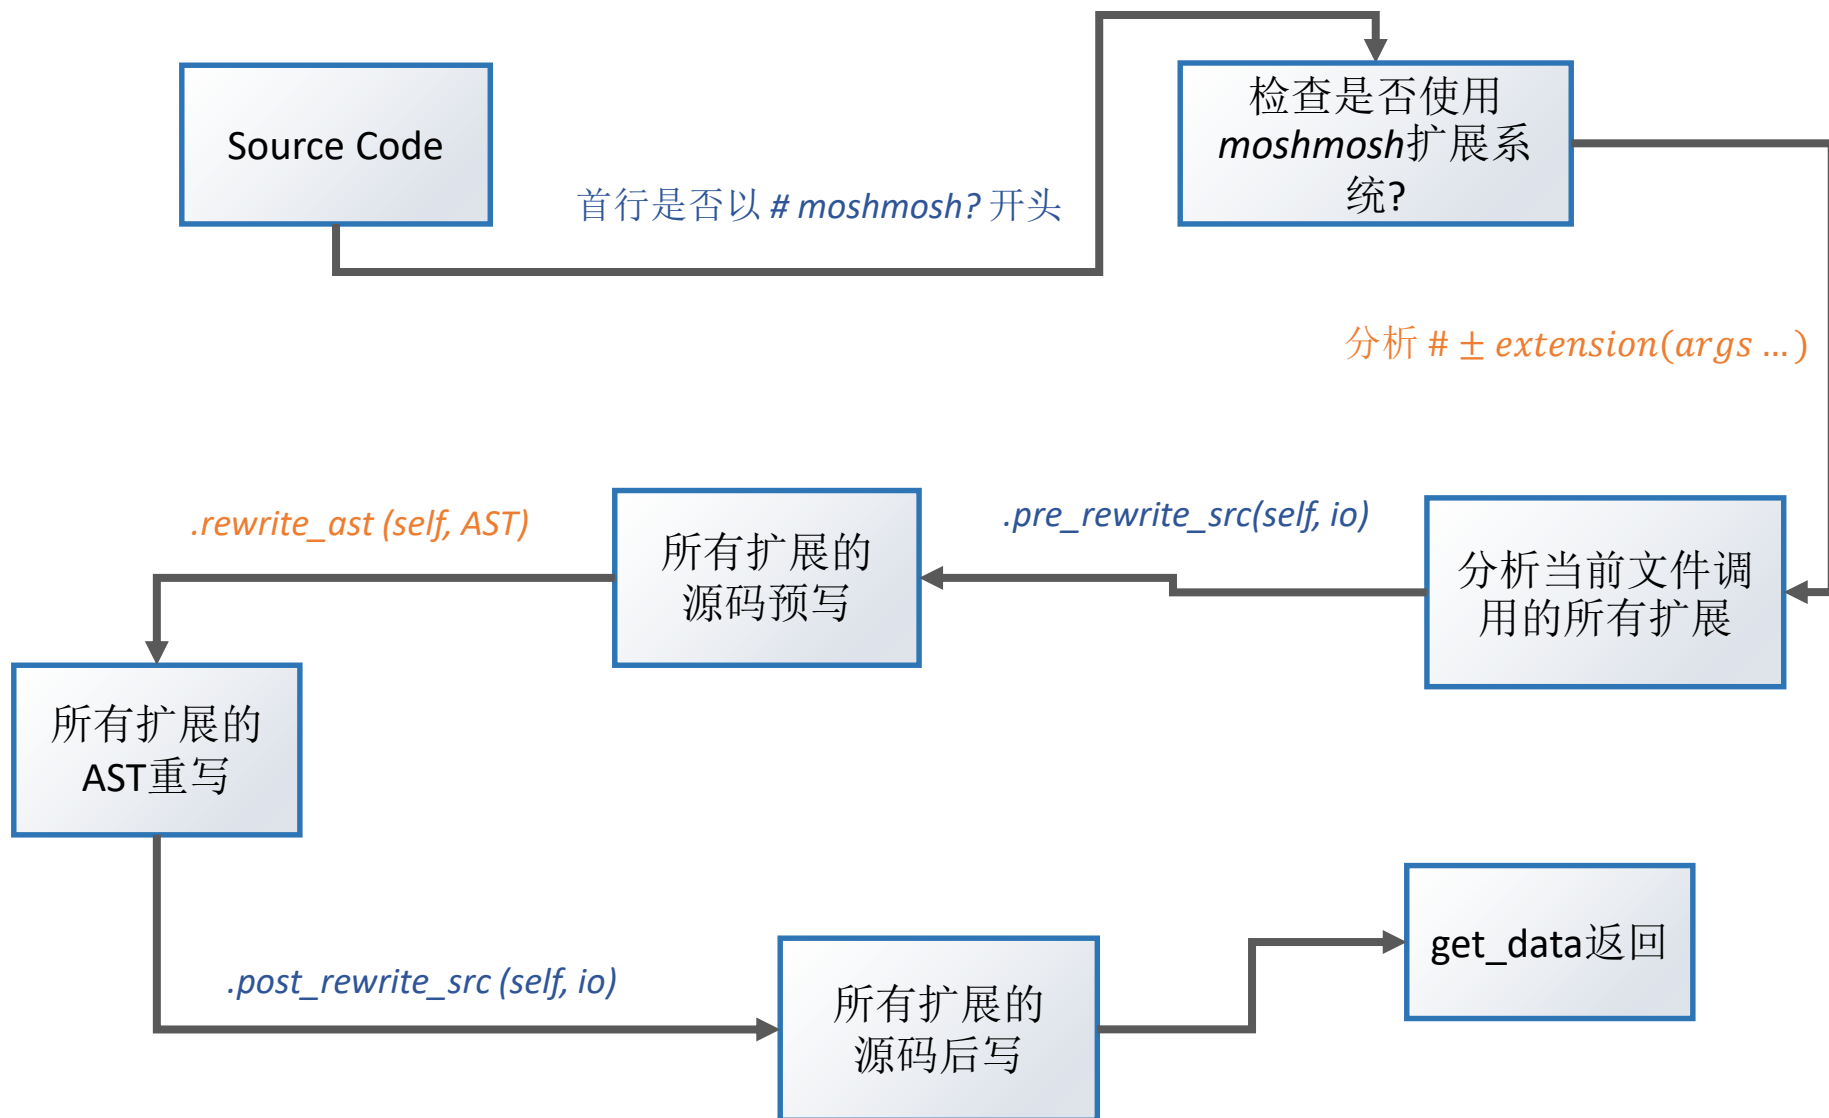 Source Code
检查是否使用
moshmosh扩展系
统?
首行是否以 # moshmosh? 开头
分析 # ± extension(args …)
.rewrite_ast (self, AST)
所有扩展的
源码预写
.pre_rewrite_src(self, io)
分析当前文件调
用的所有扩展
所有扩展的
AST重写
.post_rewrite_src (self, io)
所有扩展的
源码后写
get_data返回